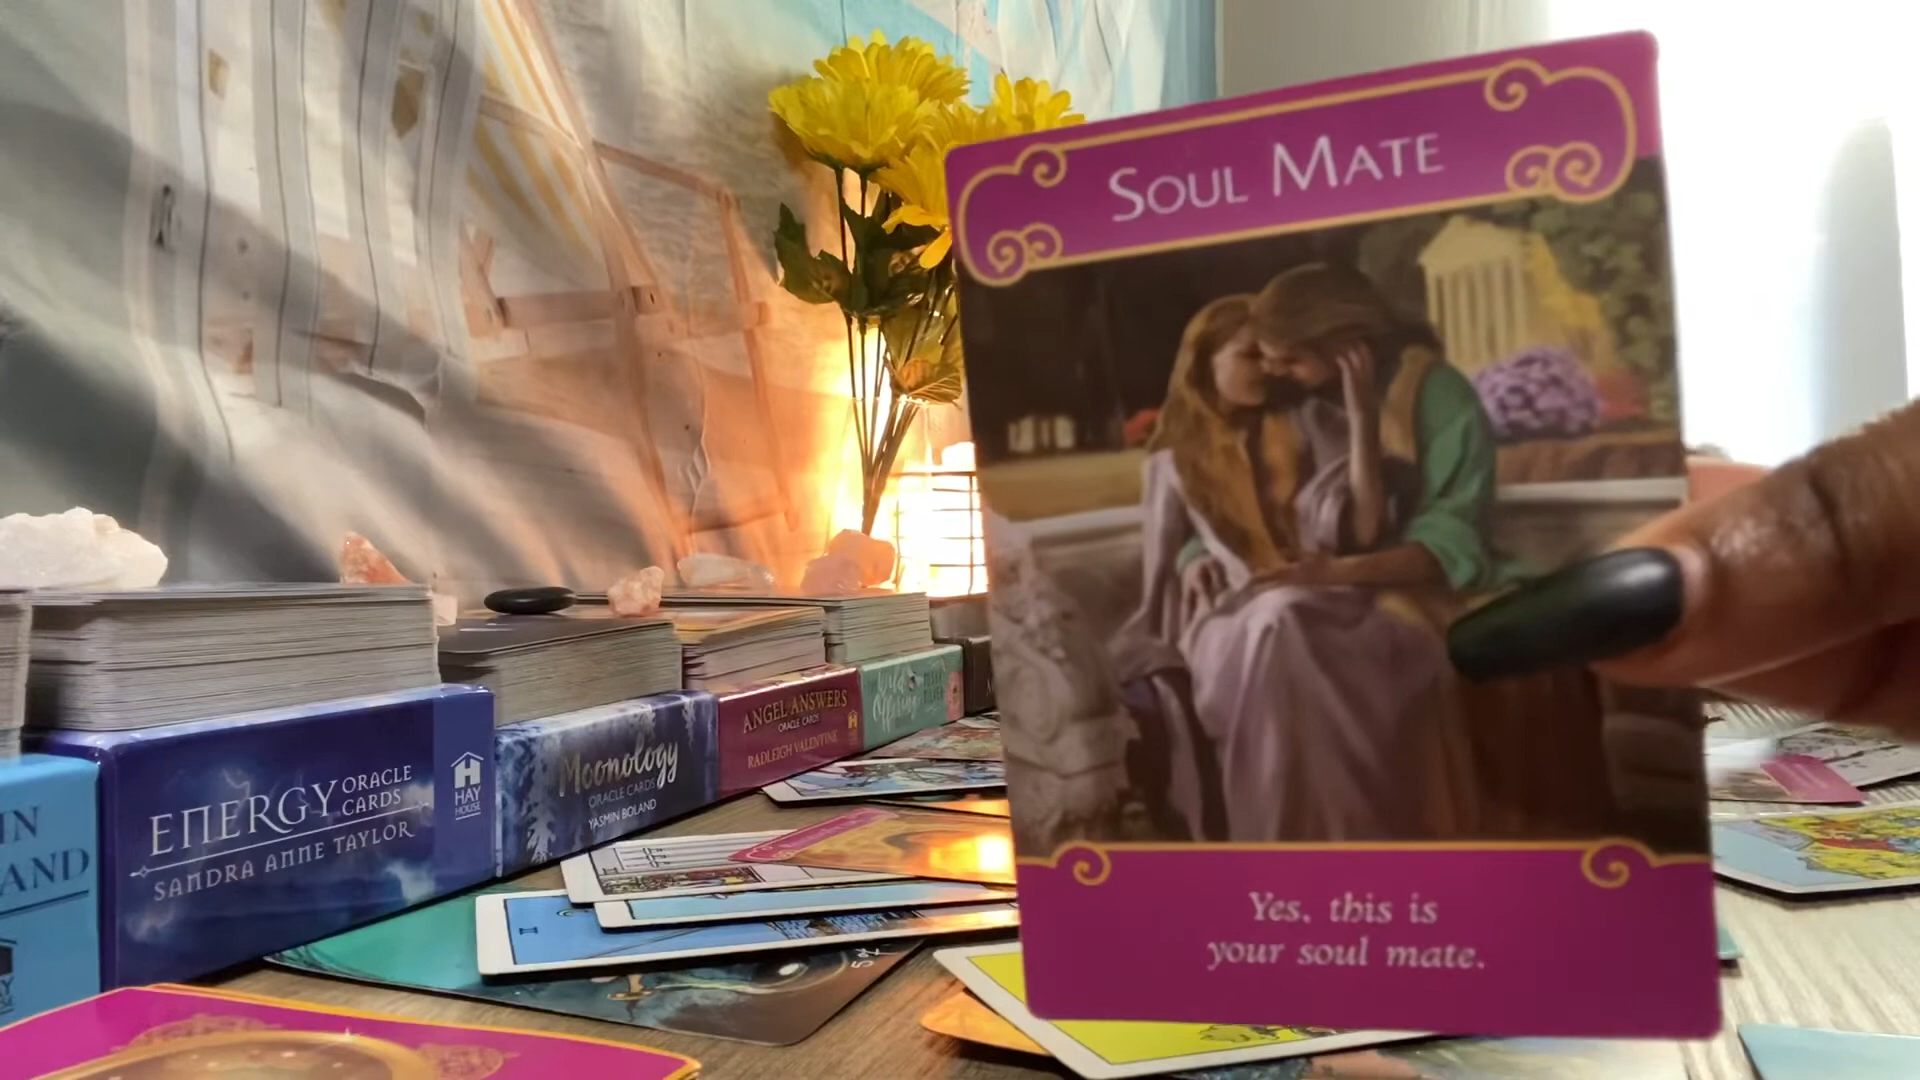 SOUL MATE
Yes, this is
your soul mate.
ENERGY ORACLE
CARDS
SANDRA ANNE TAYLOR
HAY
HOUSE
Moonology
ORACLE CARDS
YASMIN BOLAND
ANGEL ANSWERS
ORACLE CARDS
RADLEIGH VALENTINE